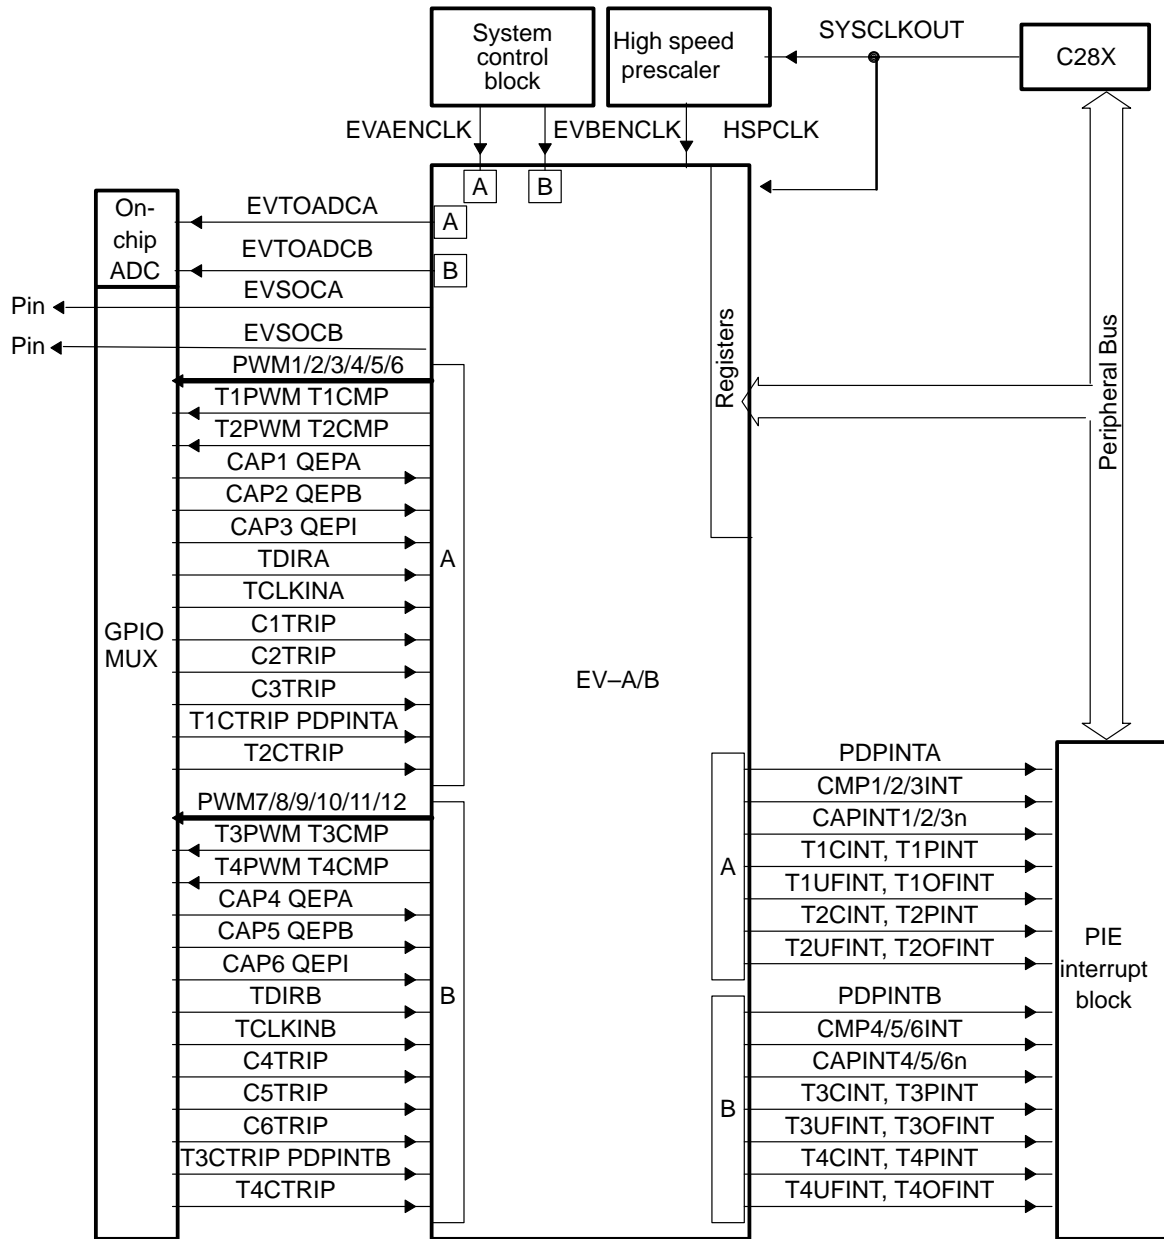 System
control
block
High speed
prescaler
SYSCLKOUT
C28X
EVAENCLK
EVBENCLK
HSPCLK
A
B
On-
chip
ADC
EVTOADCA
A
EVTOADCB
B
Pin
EVSOCA
Pin
EVSOCB
Registers
Peripheral Bus
GPIO
MUX
PWM1/2/3/4/5/6
T1PWM T1CMP
T2PWM T2CMP
CAP1 QEPA
CAP2 QEPB
CAP3 QEPI
TDIRA
TCLKINA
C1TRIP
C2TRIP
C3TRIP
T1CTRIP PDPINTA
T2CTRIP
A
EV–A/B
PWM7/8/9/10/11/12
T3PWM T3CMP
T4PWM T4CMP
CAP4 QEPA
CAP5 QEPB
CAP6 QEPI
TDIRB
TCLKINB
C4TRIP
C5TRIP
C6TRIP
T3CTRIP PDPINTB
T4CTRIP
B
A
PDPINTA
CMP1/2/3INT
CAPINT1/2/3n
T1CINT, T1PINT
T1UFINT, T1OFINT
T2CINT, T2PINT
T2UFINT, T2OFINT
B
PDPINTB
CMP4/5/6INT
CAPINT4/5/6n
T3CINT, T3PINT
T3UFINT, T3OFINT
T4CINT, T4PINT
T4UFINT, T4OFINT
PIE
interrupt
block